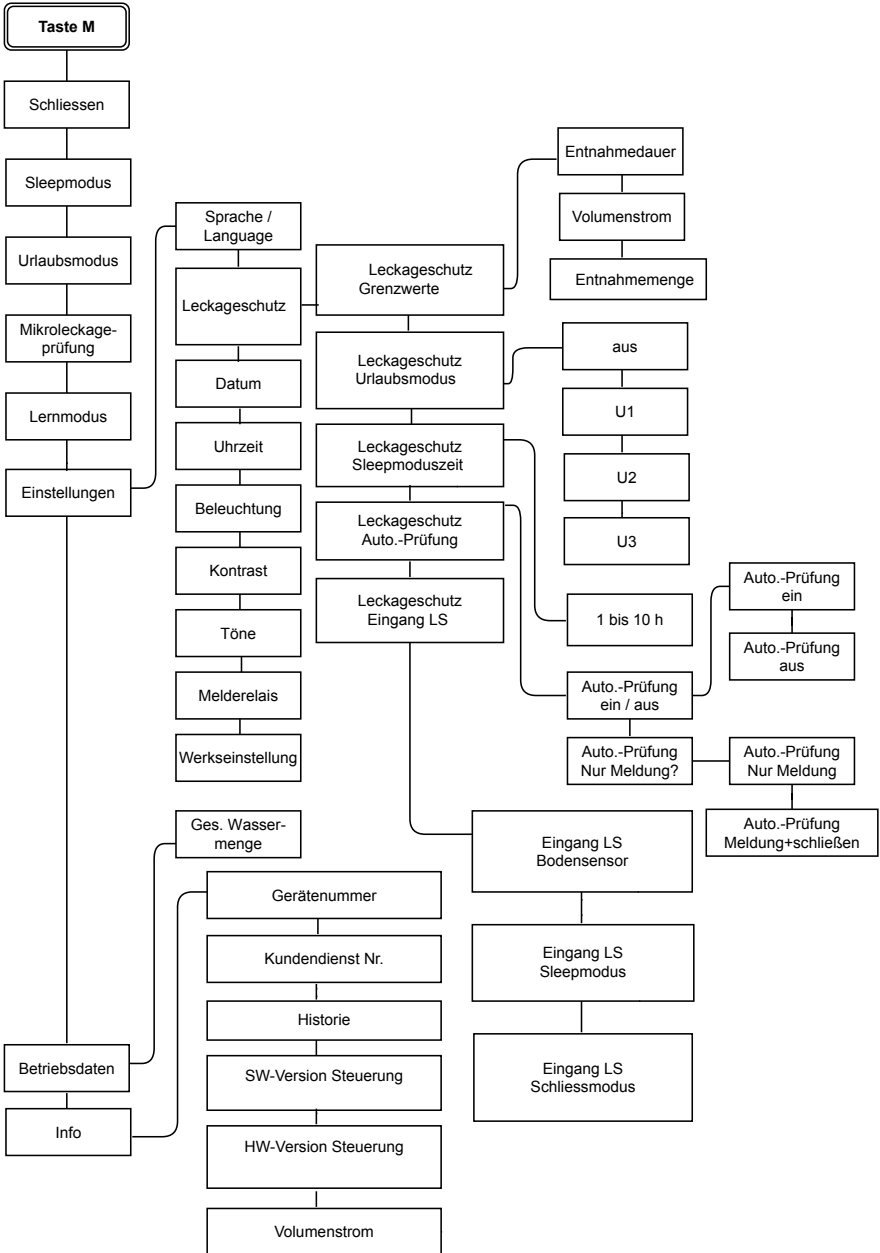 Taste M
Schliessen
Sleepmodus
Urlaubsmodus
Mikroleckage-
prüfung
Lernmodus
Einstellungen
Betriebsdaten
Info
Sprache /
Language
Leckageschutz
Datum
Uhrzeit
Beleuchtung
Kontrast
Töne
Melderelais
Werkseinstellung
Ges. Wasser-
menge
Gerätenummer
Kundendienst Nr.
Historie
SW-Version Steuerung
HW-Version Steuerung
Volumenstrom
Leckageschutz
Grenzwerte
Leckageschutz
Urlaubsmodus
Leckageschutz
Sleepmoduszeit
Leckageschutz
Auto.-Prüfung
Leckageschutz
Eingang LS
Entnahmedauer
Volumenstrom
Entnahmemenge
aus
U1
U2
U3
1 bis 10 h
Auto.-Prüfung
ein / aus
Auto.-Prüfung
Nur Meldung?
Auto.-Prüfung
ein
Auto.-Prüfung
aus
Auto.-Prüfung
Nur Meldung
Auto.-Prüfung
Meldung+schließen
Eingang LS
Bodensensor
Eingang LS
Sleepmodus
Eingang LS
Schliessmodus